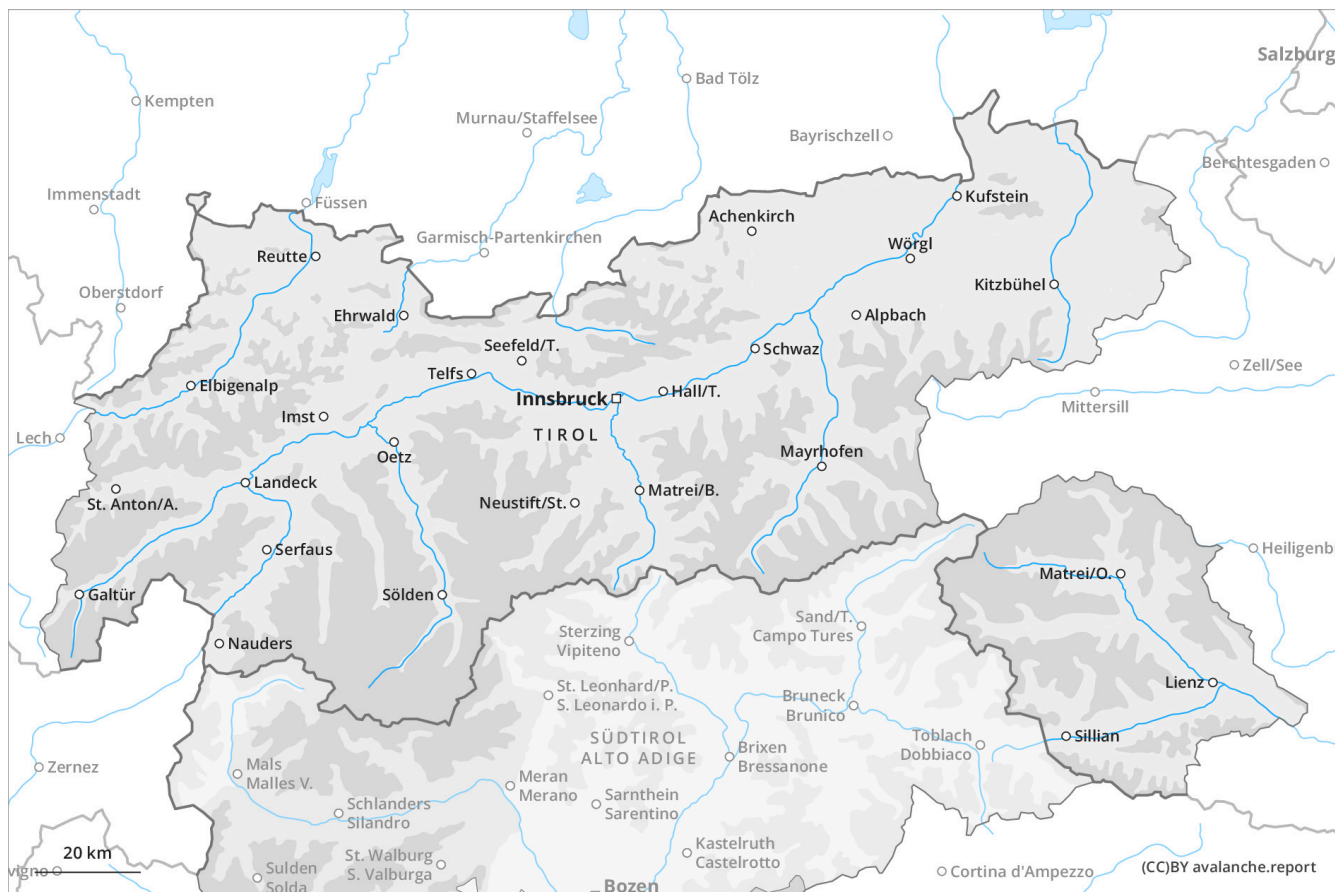 Salzburg
Bad Tölz
Kempten
Murnau/Staffelsee
Bayrischzell
Berchtesgaden
Immenstadt
Füssen
Kufstein
Achenkirch
Garmisch-Partenkirchen
Wörgl
Reutte
Kitzbühel
Oberstdorf
Ehrwald
Alpbach
Seefeld/T.
Schwaz
Zell/See
Telfs
Elbigenalp
Hall/T.
Innsbruck
Mittersill
Imst
TIROL
Lech
Oetz
Mayrhofen
Landeck
Matrei/B.
St. Anton/A.
Neustift/St.
Serfaus
Heiligenb
Matrei/O.
Galtür
Sölden
Sand/T.
Campo Tures
Sterzing
Vipiteno
Nauders
Lienz
St. Leonhard/P.
S. Leonardo i. P.
Bruneck
Brunico
SÜDTIROL
ALTO ADIGE
Toblach
Dobbiaco
Sillian
Brixen
Bressanone
Zernez
Mals
Malles V.
Meran
Merano
Schlanders
Silandro
Sarnthein
Sarentino
Kastelruth
Castelrotto
20 km
St. Walburg
S. Valburga
vigno
Sulden
Solda
Cortina d'Ampezzo
(CC)BY avalanche.report
Bozen